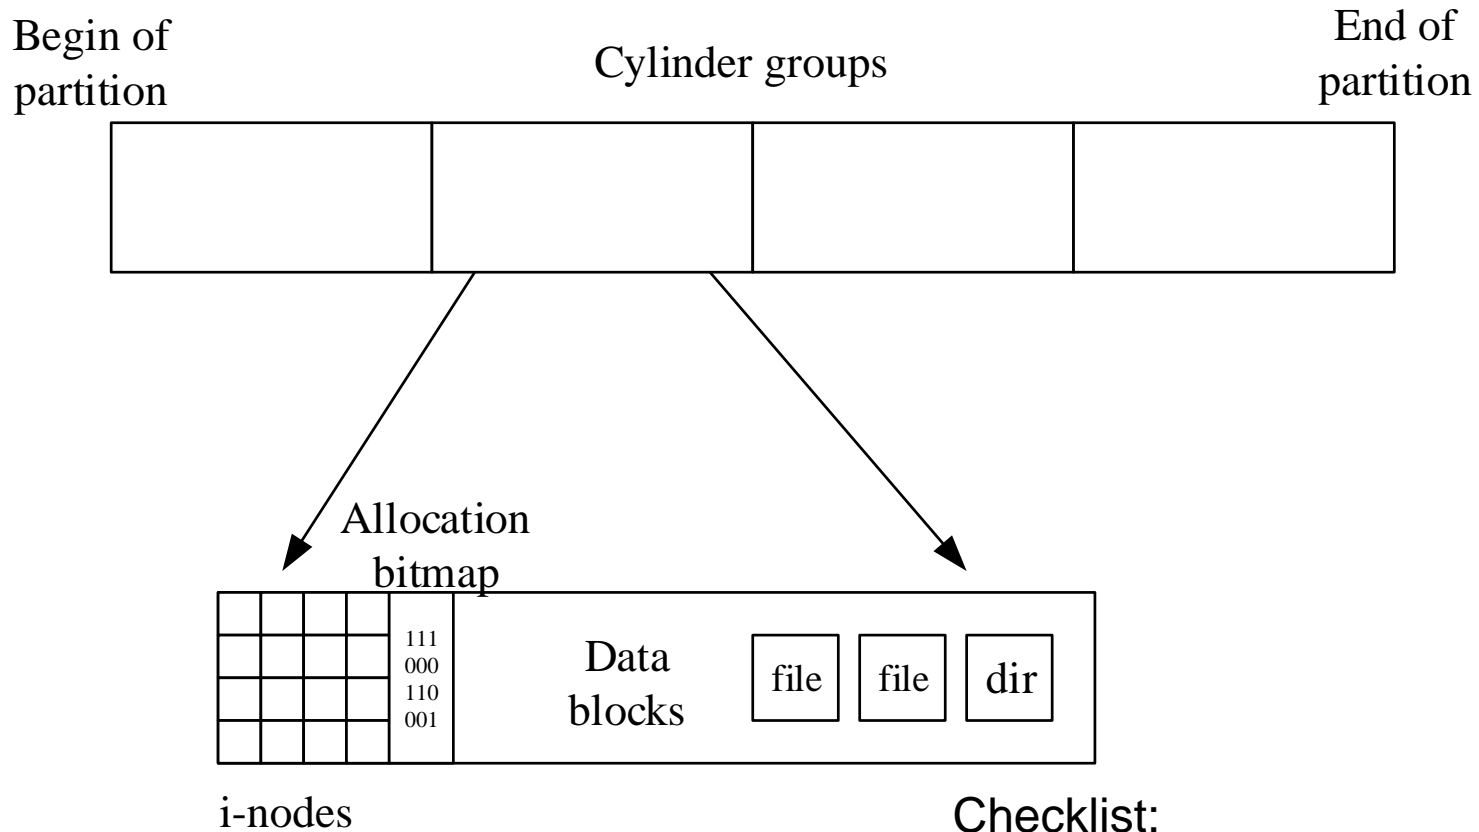 Begin of
partition
Cylinder groups
End of
partition
Allocation
bitmap
111
000
110
001
Data
blocks
file
file
dir
i-nodes
Checklist: